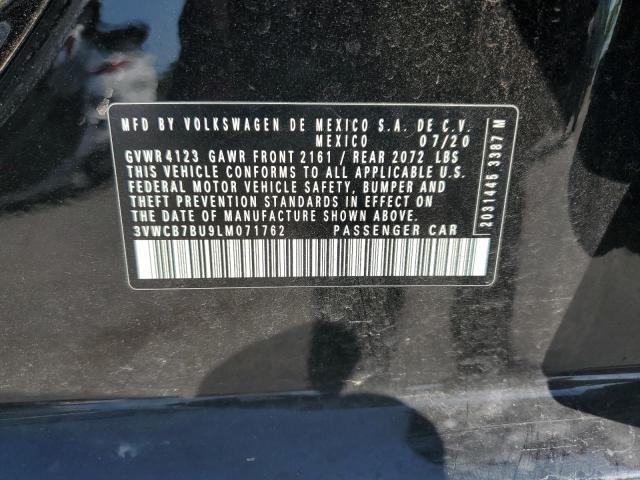 MFD BY VOLKSWAGEN DE MEXICO S.A. DE C.V.
MEXICO 07/20
GVWR 4123 GAWR FRONT 2161 / REAR 2072 LBS
THIS VEHICLE CONFORMS TO ALL APPLICABLE U.S.
FEDERAL MOTOR VEHICLE SAFETY, BUMPER AND
THEFT PREVENTION STANDARDS IN EFFECT ON
THE DATE OF MANUFACTURE SHOWN ABOVE.
3VWCB7BU9LM071762 PASSENGER CAR
2031445 3387 M